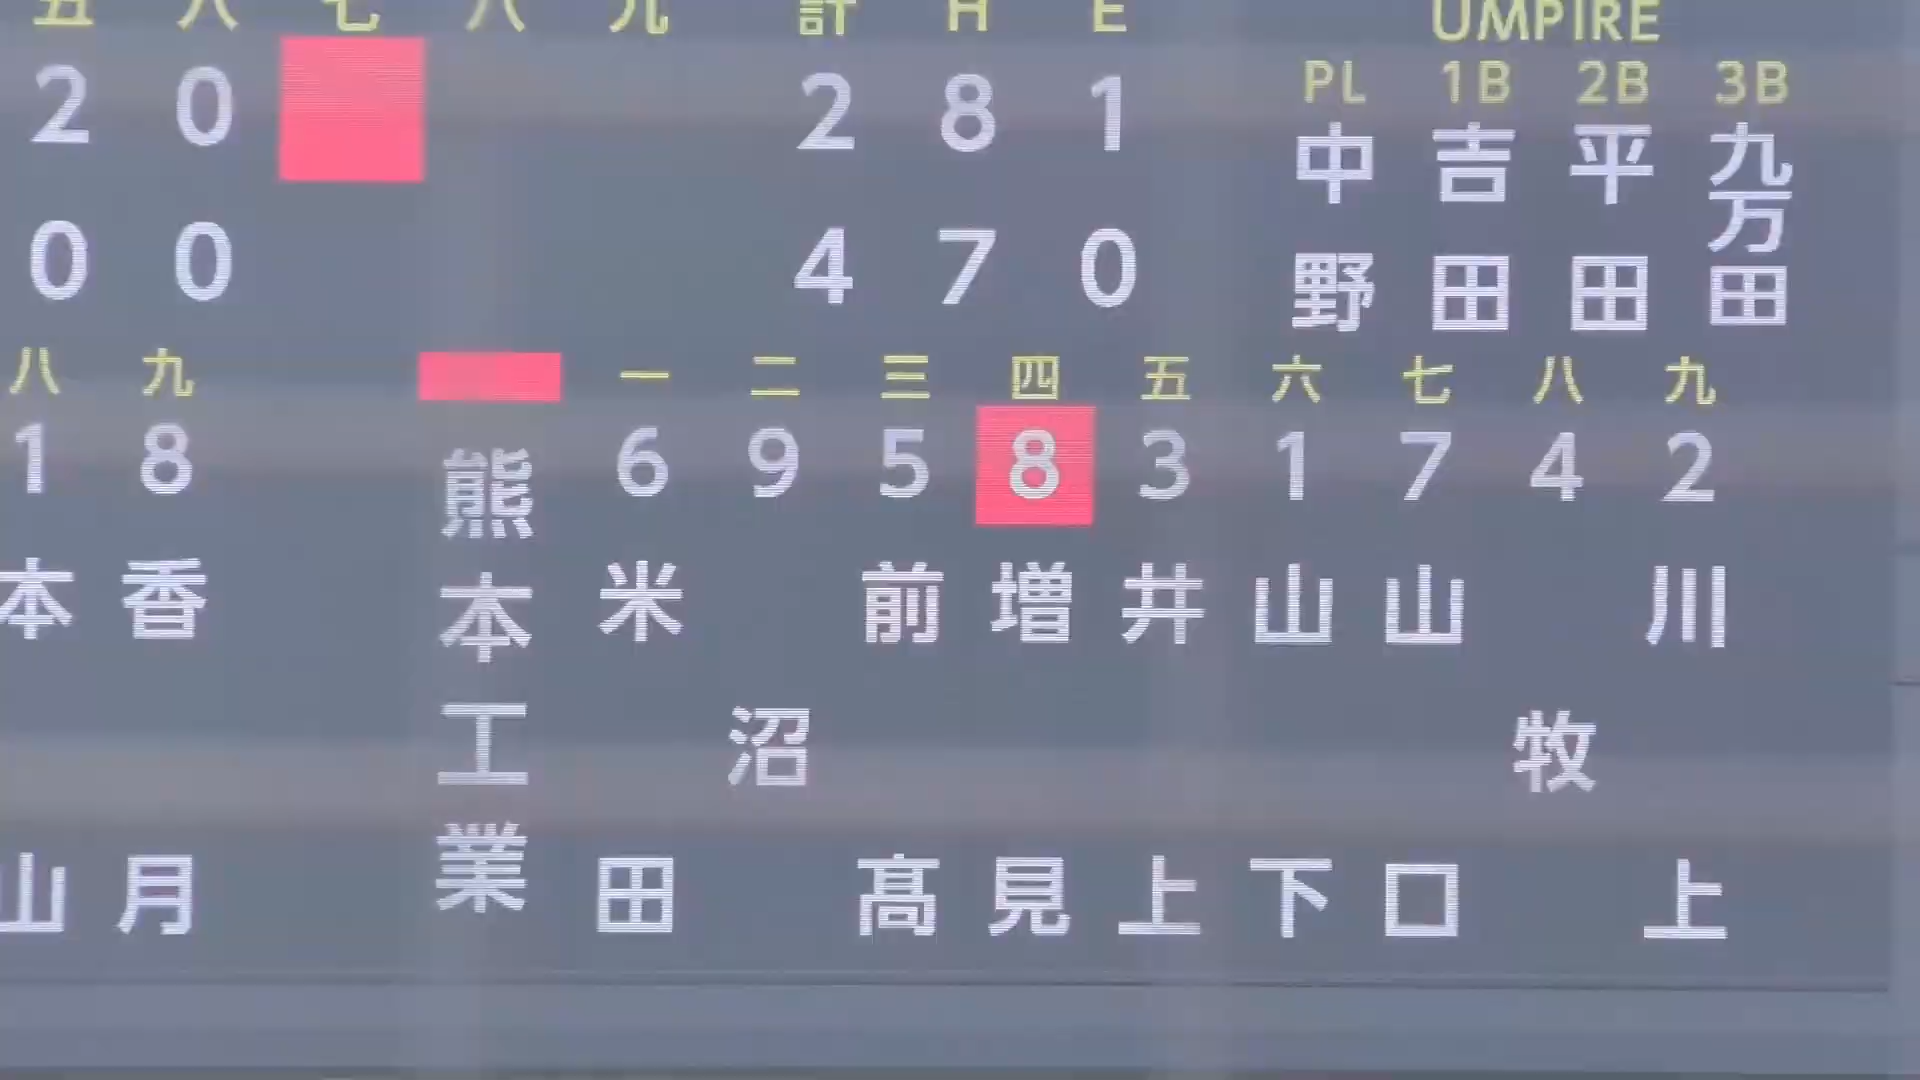 五 六 七 八 九 計 H E UMPIRE
PL 1B 2B 3B
2 0 2 8 1
0 0 4 7 0
中野 吉田 平田 九万田
八 九 一 二 三 四 五 六 七 八 九
1 8 6 9 5 8 3 1 7 4 2
本山 香月 熊本工業 米田 沼 前髙 増見 井上 山下 山口 牧 川上